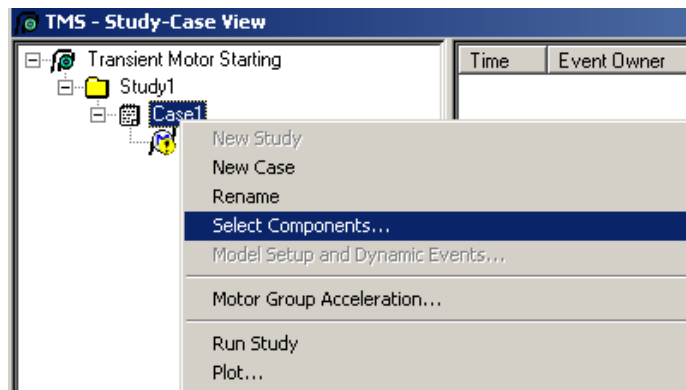 TMS - Study-Case View
Transient Motor Starting
Time Event Owner
Study1
Case1
New Study
New Case
Rename
Select Components...
Model Setup and Dynamic Events...
Motor Group Acceleration...
Run Study
Plot...